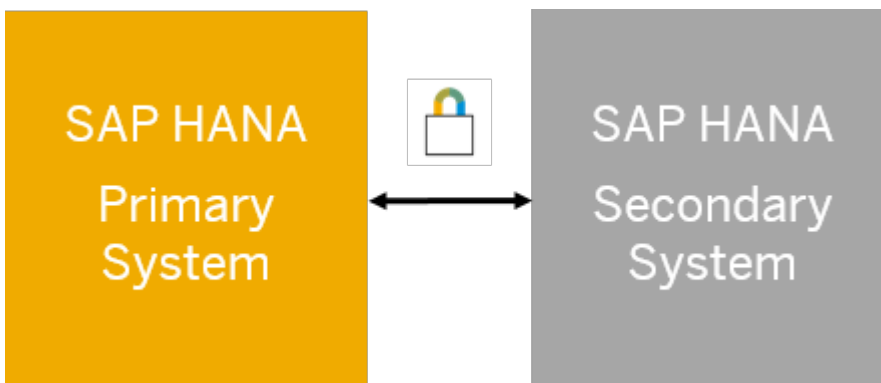 SAP HANA
Primary
System
SAP HANA
Secondary
System